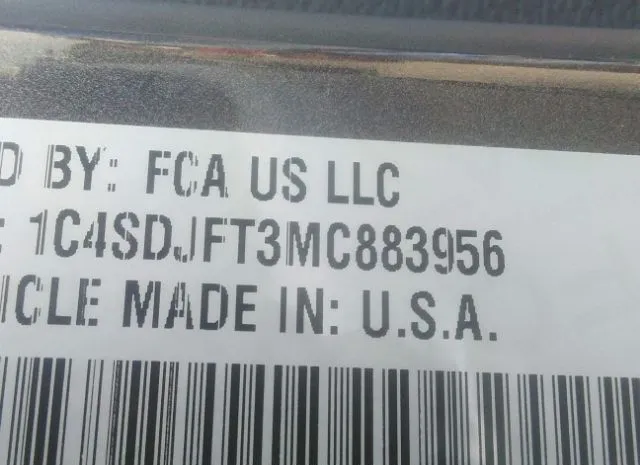 D BY: FCA US LLC
: 1C4SDJFT3MC883956
ICLE MADE IN: U.S.A.